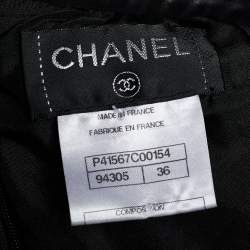 CHANEL
MADE IN FRANCE
FABRIQUE EN FRANCE
P41567C00154
94305 36